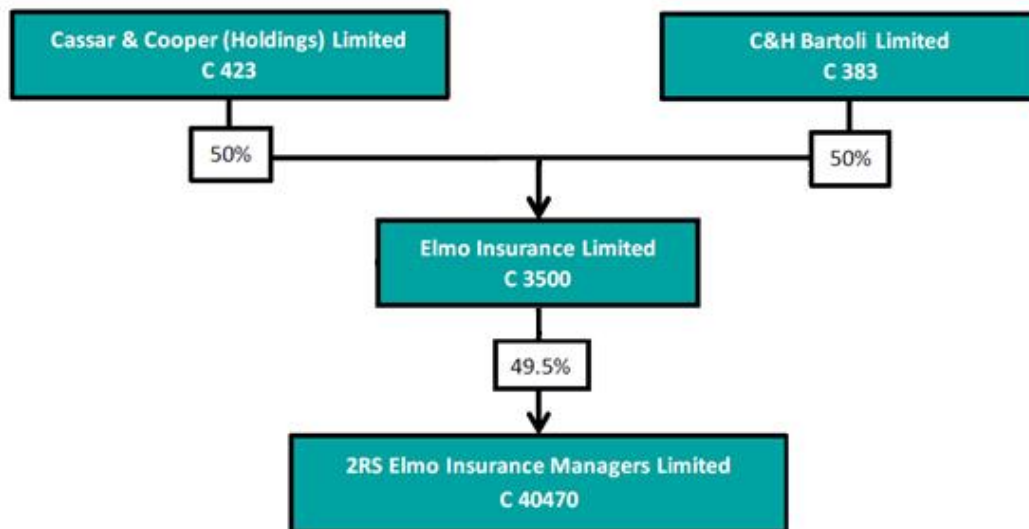 Cassar & Cooper (Holdings) Limited
C 423
C&H Bartoli Limited
C 383
50%
50%
Elmo Insurance Limited
C 3500
49.5%
2RS Elmo Insurance Managers Limited
C 40470